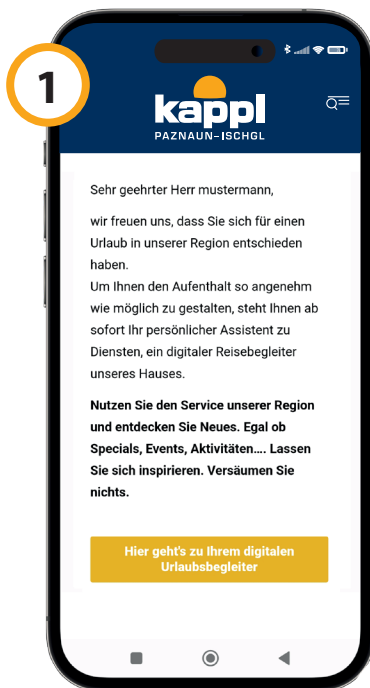 1
kappl
PAZNAUN-ISCHGL
Sehr geehrter Herr mustermann,
wir freuen uns, dass Sie sich für einen
Urlaub in unserer Region entschieden
haben.
Um Ihnen den Aufenthalt so angenehm
wie möglich zu gestalten, steht Ihnen ab
sofort Ihr persönlicher Assistent zu
Diensten, ein digitaler Reisebegleiter
unseres Hauses.
Nutzen Sie den Service unserer Region
und entdecken Sie Neues. Egal ob
Specials, Events, Aktivitäten.... Lassen
Sie sich inspirieren. Versäumen Sie
nichts.
Hier geht's zu Ihrem digitalen
Urlaubsbegleiter